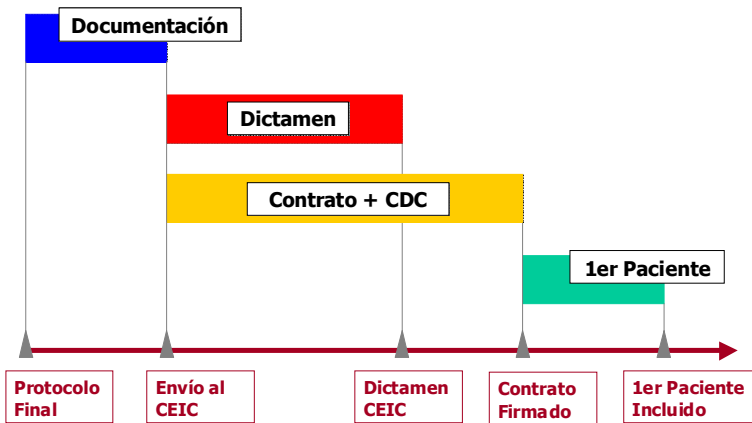 Documentación
Dictamen
Contrato + CDC
1er Paciente
Protocolo
Final
Envío al
CEIC
Dictamen
CEIC
Contrato
Firmado
1er Paciente
Incluido